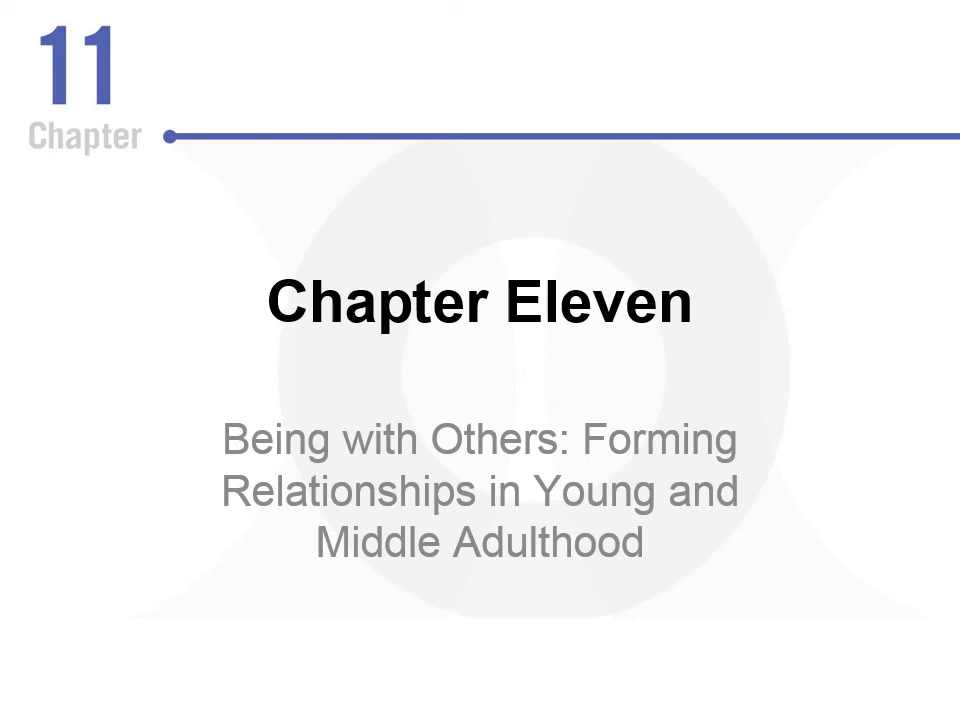 11
Chapter
Chapter Eleven
Being with Others: Forming
Relationships in Young and
Middle Adulthood